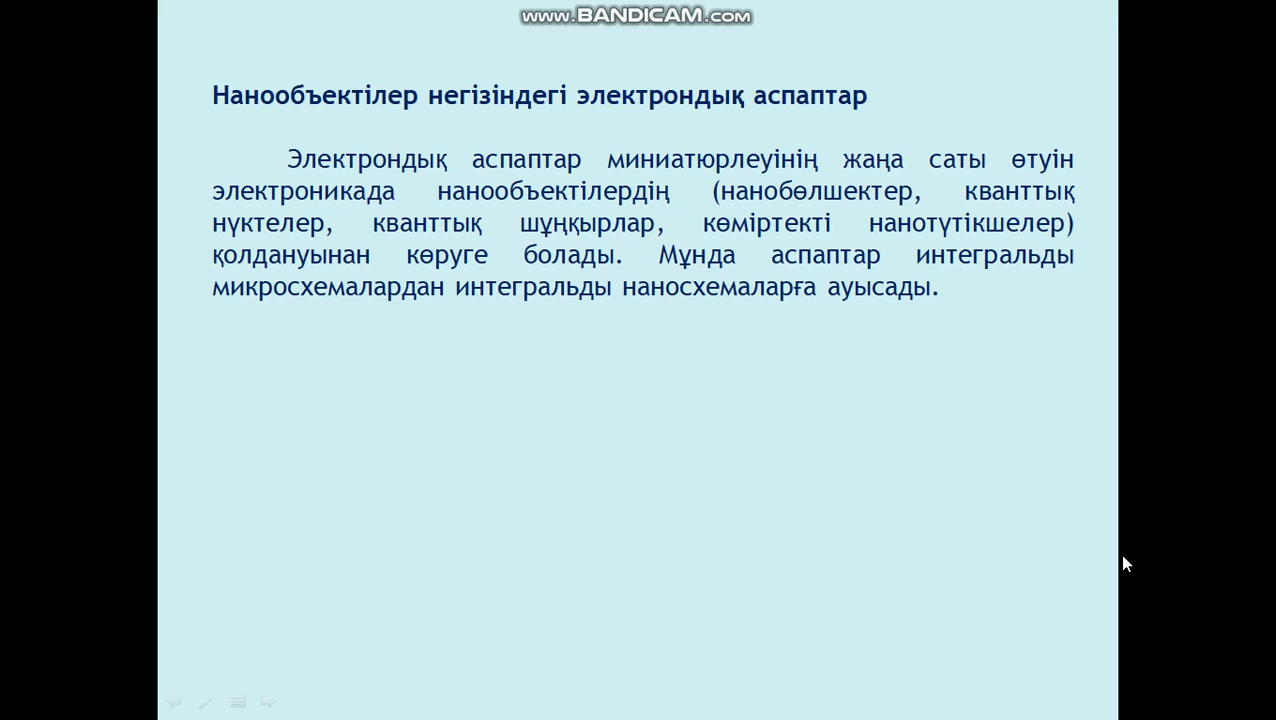 www.BANDICAM.com
Нанообъектілер негізіндегі электрондық аспаптар
Электрондық аспаптар миниатюрлеуінің жаңа саты өтуін
электроникада нанообъектілердің (нанобөлшектер, кванттық
нүктелер, кванттық шұңқырлар, көміртекті нанотүтікшелер)
қолдануынан көруге болады. Мұнда аспаптар интегральды
микросхемалардан интегральды наносхемаларға ауысады.